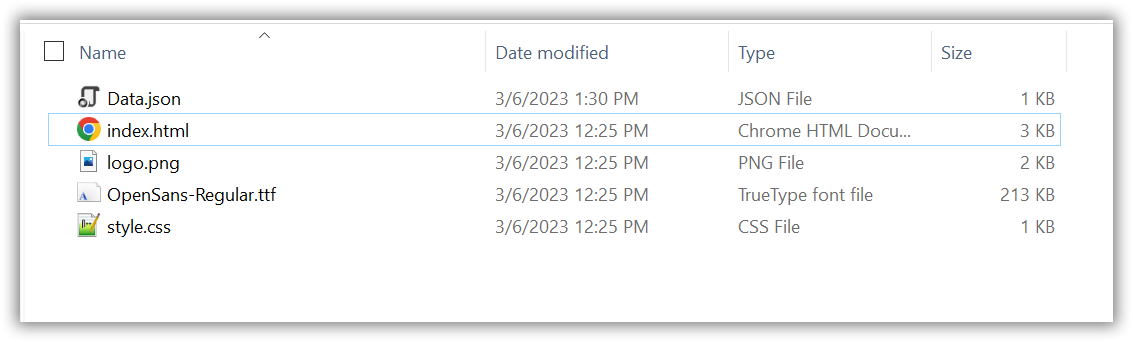 Name Date modified Type Size
Data.json 3/6/2023 1:30 PM JSON File 1 KB
index.html 3/6/2023 12:25 PM Chrome HTML Docu... 3 KB
logo.png 3/6/2023 12:25 PM PNG File 2 KB
OpenSans-Regular.ttf 3/6/2023 12:25 PM TrueType font file 213 KB
style.css 3/6/2023 12:25 PM CSS File 1 KB